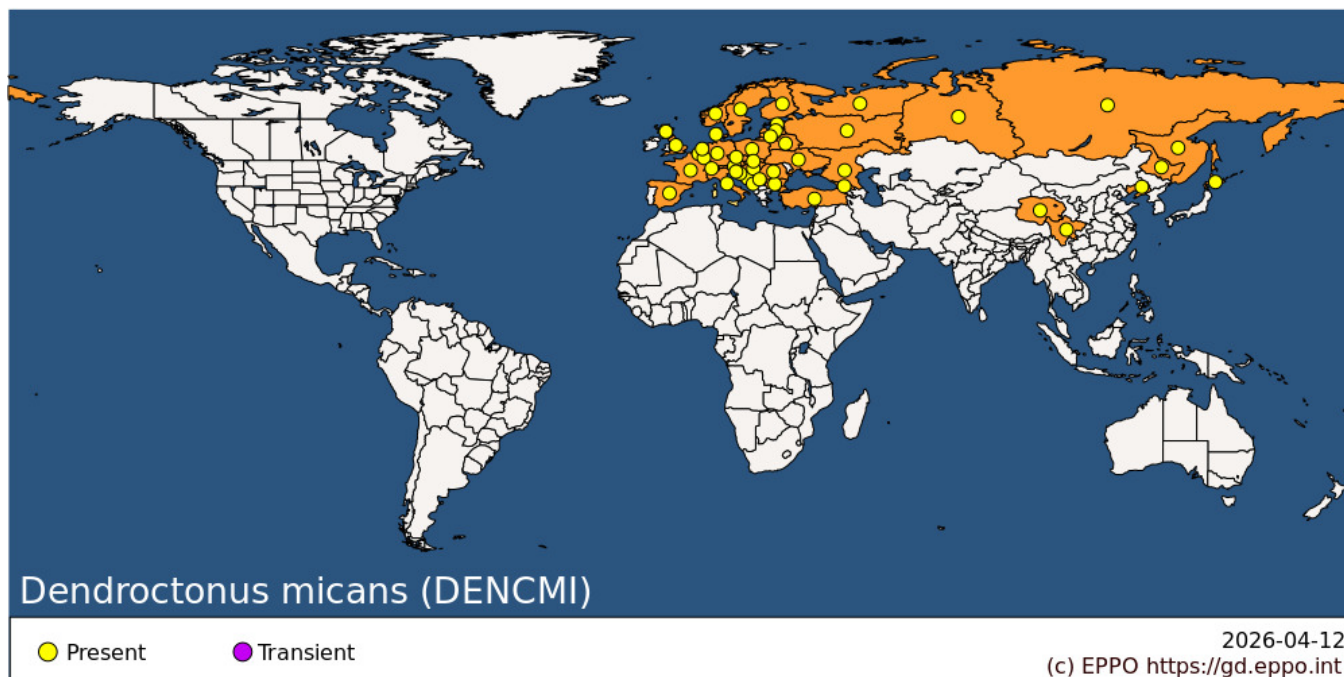 Dendroctonus micans (DENCMI)
Present
Transient
2026-04-12
(c) EPPO https://gd.eppo.int